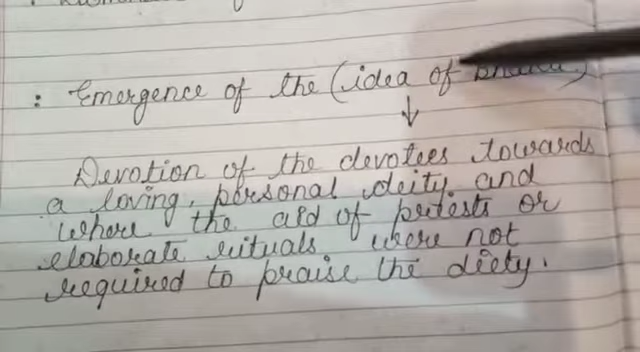 : Emergence of the (idea of
↓
Devotion of the devotees towards
a loving, personal deity and
where the aid of preists or
elaborate rituals were not
required to praise the diety.